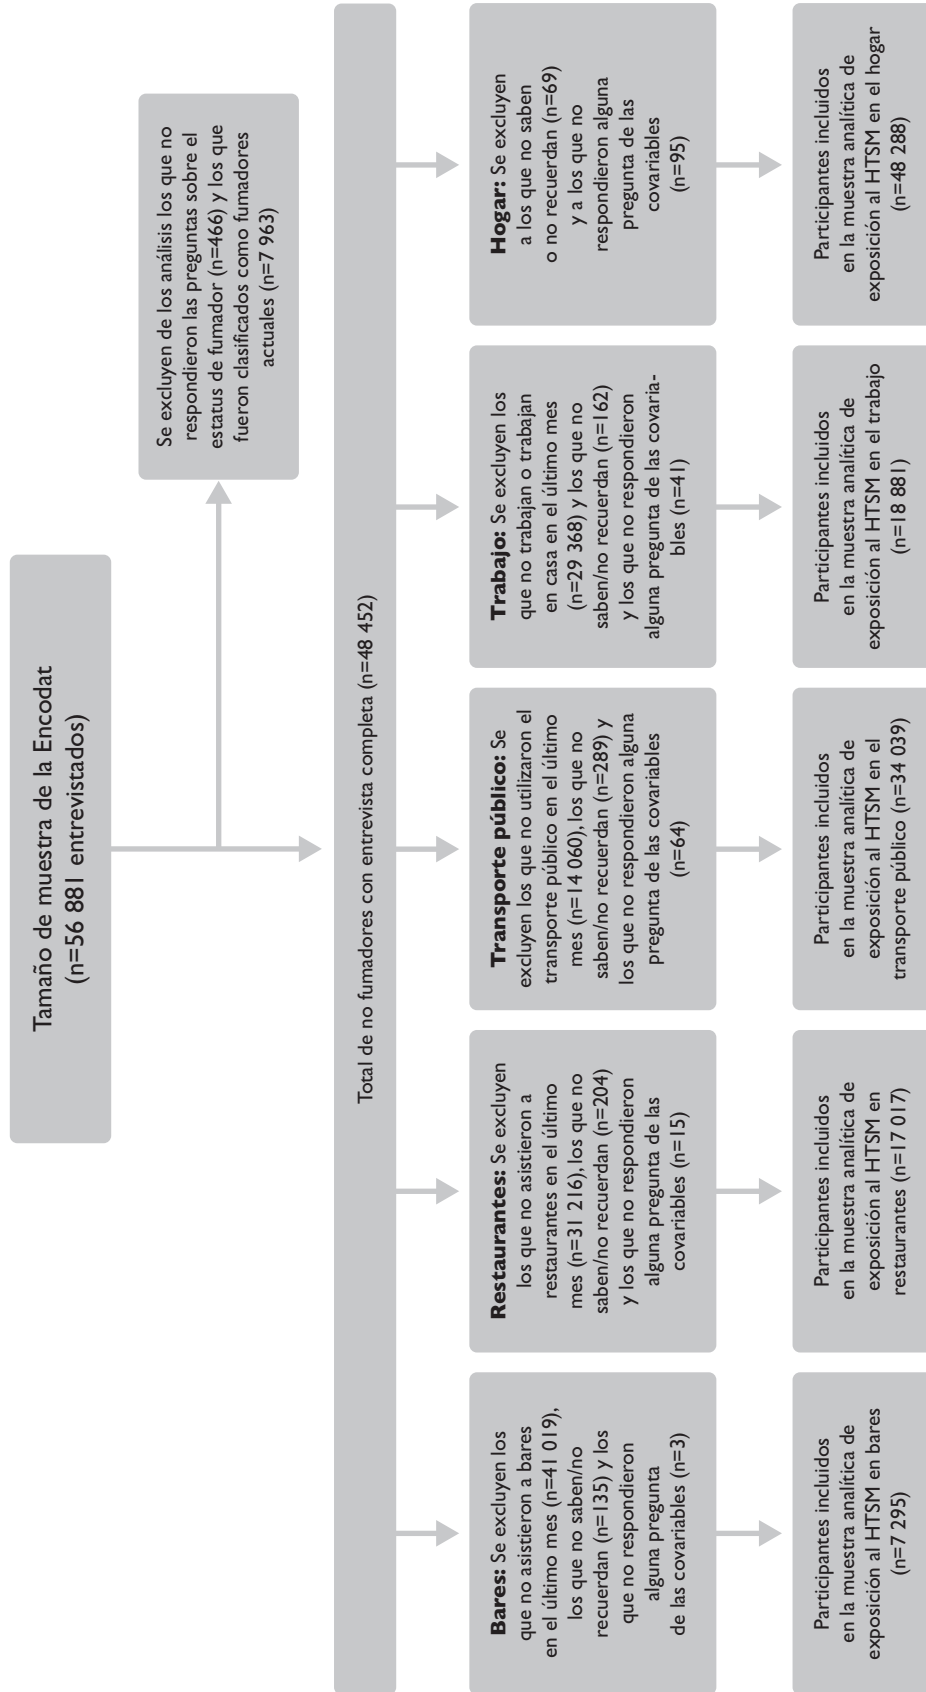 Tamaño de muestra de la Encodat
(n=56 881 entrevistados)
Se excluyen de los análisis los que no
respondieron las preguntas sobre el
estatus de fumador (n=466) y los que
fueron clasificados como fumadores
actuales (n=7 963)
Total de no fumadores con entrevista completa (n=48 452)
Bares: Se excluyen los
que no asistieron a bares
en el último mes (n=41 019),
los que no saben/no
recuerdan (n=135) y los
que no respondieron
alguna pregunta
de las covariables (n=3)
Restaurantes: Se excluyen
los que no asistieron a
restaurantes en el último
mes (n=31 216), los que no
saben/no recuerdan (n=204)
y los que no respondieron
alguna pregunta de las
covariables (n=15)
Transporte público: Se
excluyen los que no utilizaron el
transporte público en el último
mes (n=14 060), los que no
saben/no recuerdan (n=289) y
los que no respondieron alguna
pregunta de las covariables
(n=64)
Trabajo: Se excluyen los
que no trabajan o trabajan
en casa en el último mes
(n=29 368) y los que no
saben/no recuerdan (n=162)
y los que no respondieron
alguna pregunta de las covaria-
bles (n=41)
Hogar: Se excluyen
a los que no saben
o no recuerdan (n=69)
y a los que no
respondieron alguna
pregunta de las
covariables
(n=95)
Participantes incluidos
en la muestra analítica de
exposición al HTSM en bares
(n=7 295)
Participantes incluidos
en la muestra analítica de
exposición al HTSM en
restaurantes (n=17 017)
Participantes incluidos
en la muestra analítica de
exposición al HTSM en el
transporte público (n=34 039)
Participantes incluidos
en la muestra analítica de
exposición al HTSM en el trabajo
(n=18 881)
Participantes incluidos
en la muestra analítica de
exposición al HTSM en el hogar
(n=48 288)